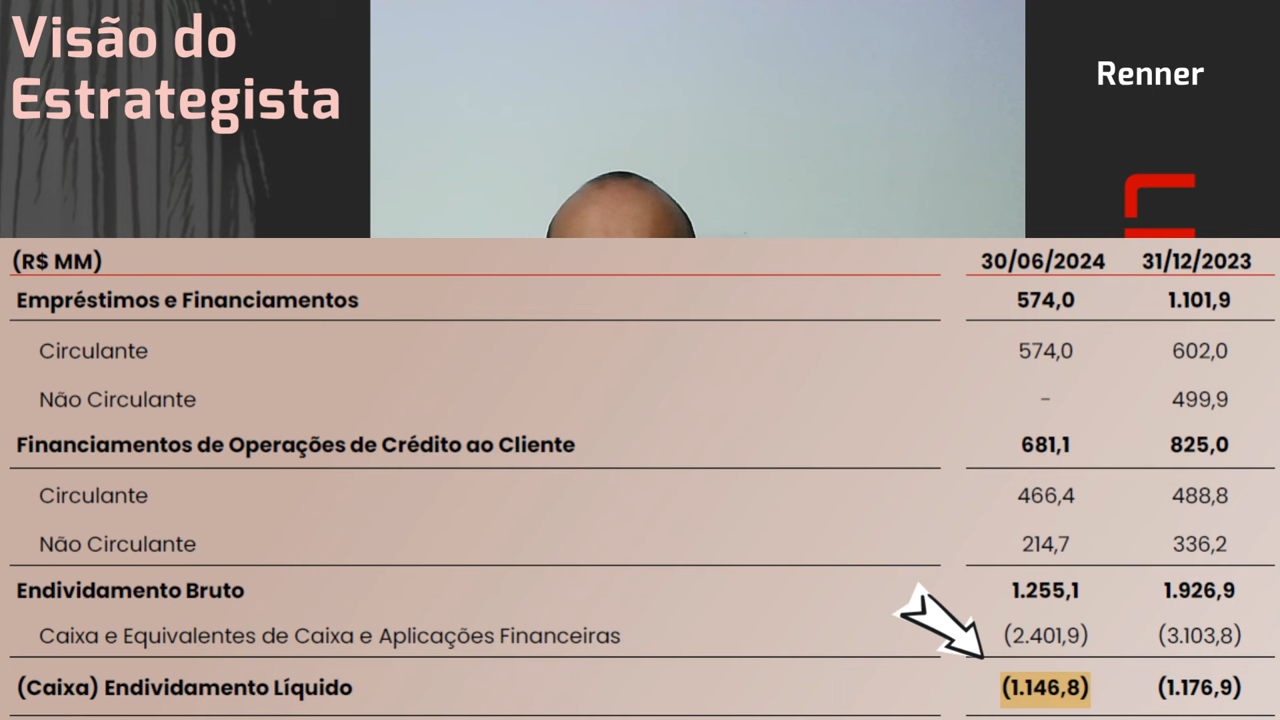 Visão do
Estrategista
Renner
(R$ MM) 30/06/2024 31/12/2023
Empréstimos e Financiamentos 574,0 1.101,9
Circulante 574,0 602,0
Não Circulante - 499,9
Financiamentos de Operações de Crédito ao Cliente 681,1 825,0
Circulante 466,4 488,8
Não Circulante 214,7 336,2
Endividamento Bruto 1.255,1 1.926,9
Caixa e Equivalentes de Caixa e Aplicações Financeiras (2.401,9) (3.103,8)
(Caixa) Endividamento Líquido (1.146,8) (1.176,9)